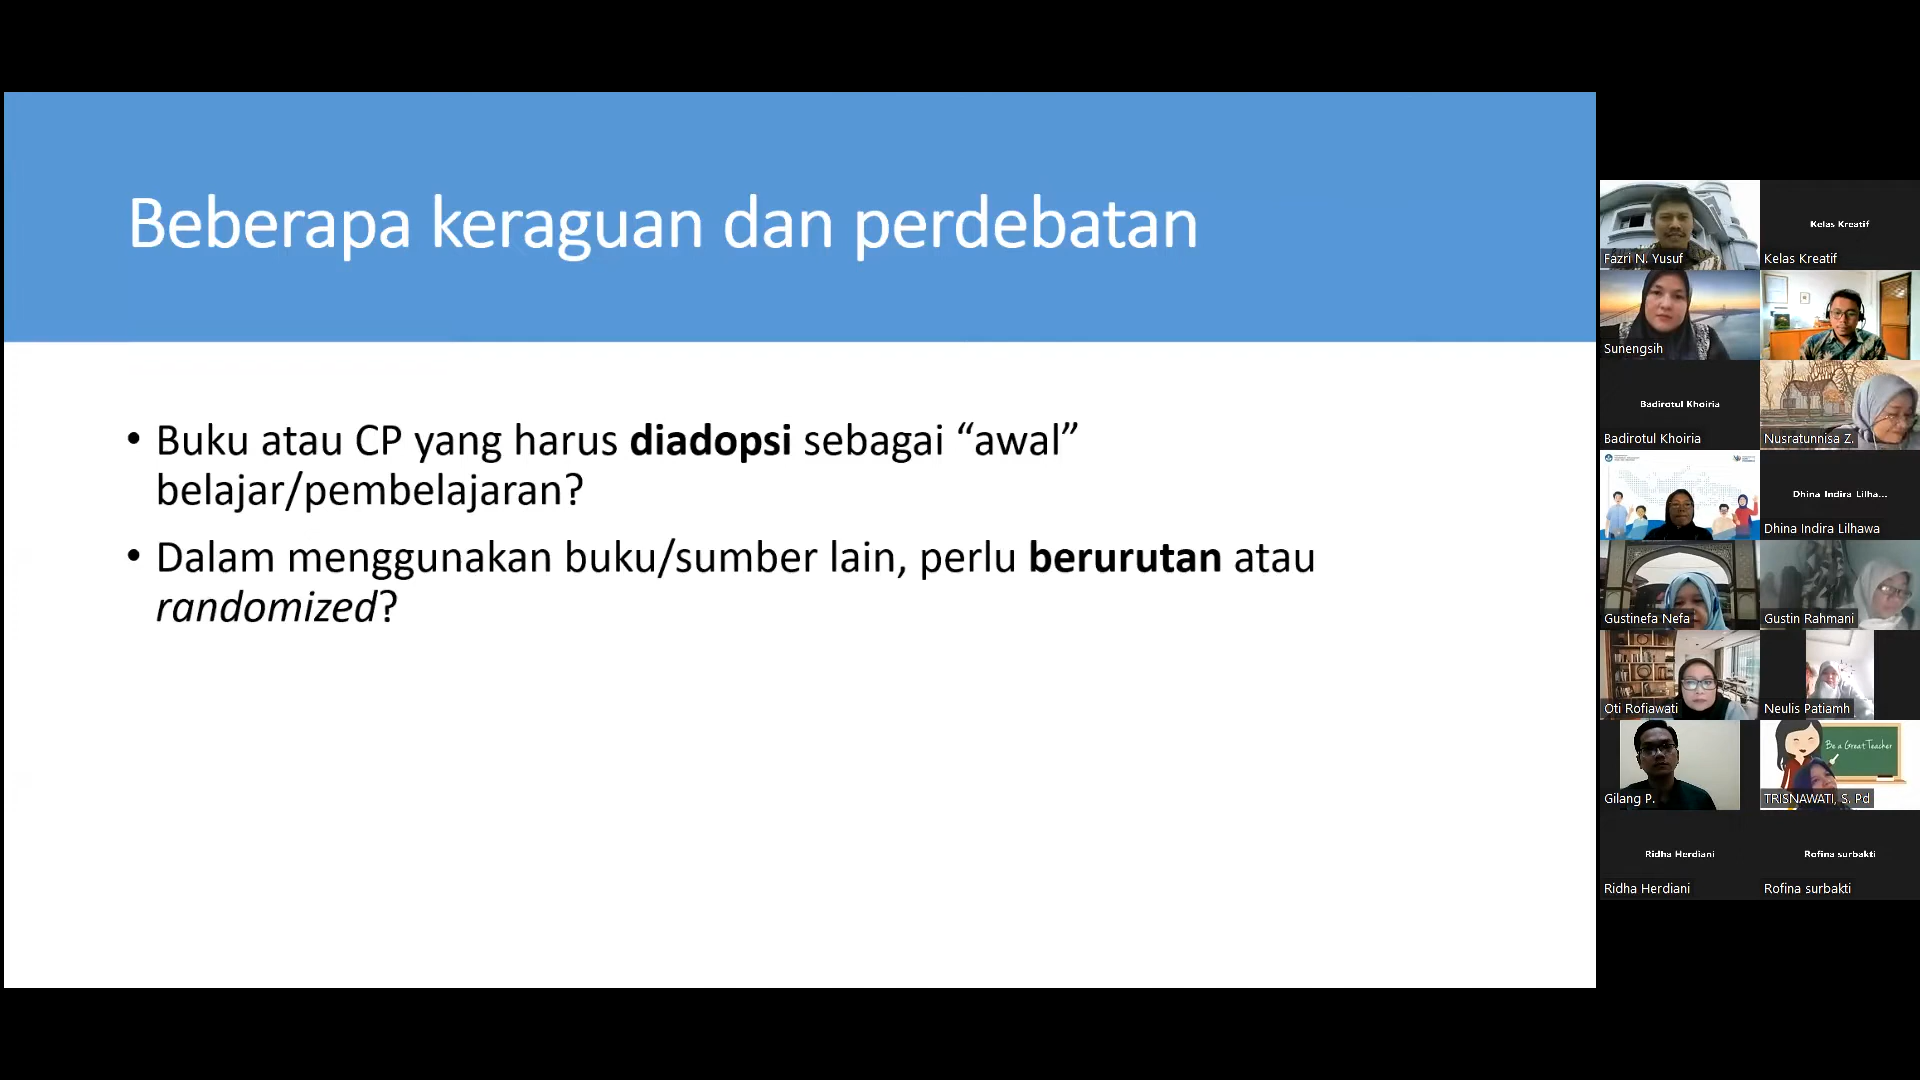 Beberapa keraguan dan perdebatan
• Buku atau CP yang harus diadopsi sebagai “awal”
belajar/pembelajaran?
• Dalam menggunakan buku/sumber lain, perlu berurutan atau
randomized?
Fazri N. Yusuf
Kelas Kreatif
Kelas Kreatif
Sunengsih
Badirotul Khoiria
Badirotul Khoiria
Nusratunnisa Z.
Dhina Indira Lilha...
Dhina Indira Lilhawa
Gustinefa Nefa
Gustin Rahmani
Oti Rofiawati
Neulis Patiamh
Gilang P.
Be a Great Teacher
TRISNAWATI, S. Pd
Ridha Herdiani
Ridha Herdiani
Rofina surbakti
Rofina surbakti